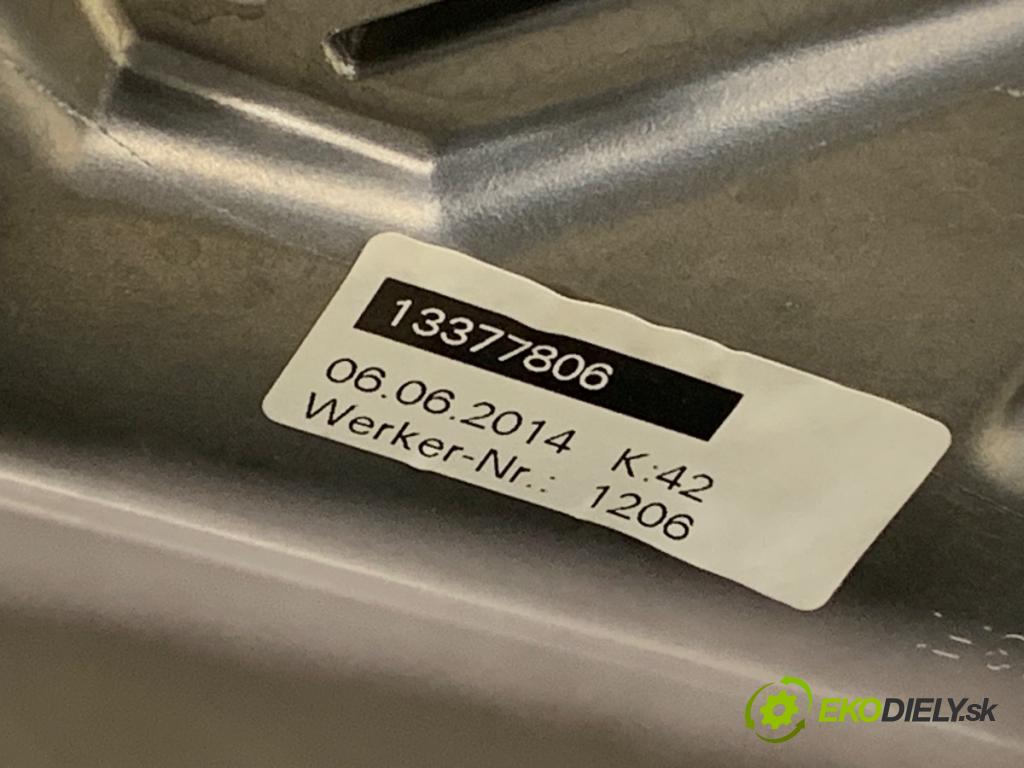 13377806
06.06.2014 K:42
Werker-Nr.: 1206
EKODIELY.sk